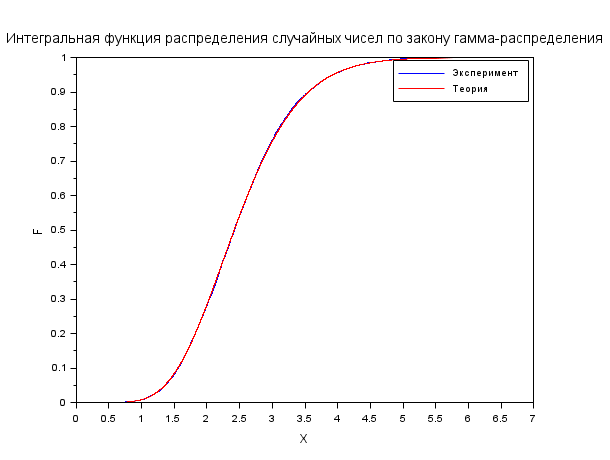 Интегральная функция распределения случайных чисел по закону гамма-распределения
1
Эксперимент
Теория
0.9
0.8
0.7
0.6
F
0.5
0.4
0.3
0.2
0.1
0
0 0.5 1 1.5 2 2.5 3 3.5 4 4.5 5 5.5 6 6.5 7
X